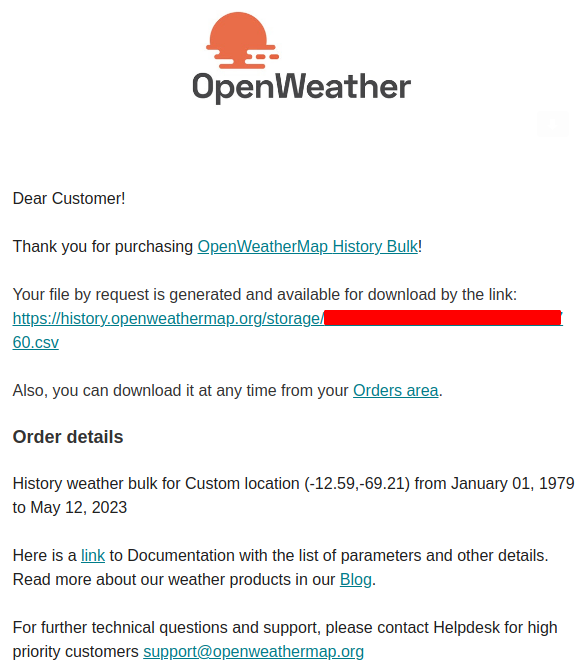 OpenWeather
Dear Customer!
Thank you for purchasing OpenWeatherMap History Bulk!
Your file by request is generated and available for download by the link:
https://history.openweathermap.org/storage/
60.csv
Also, you can download it at any time from your Orders area.
Order details
History weather bulk for Custom location (-12.59,-69.21) from January 01, 1979
to May 12, 2023
Here is a link to Documentation with the list of parameters and other details.
Read more about our weather products in our Blog.
For further technical questions and support, please contact Helpdesk for high
priority customers support@openweathermap.org